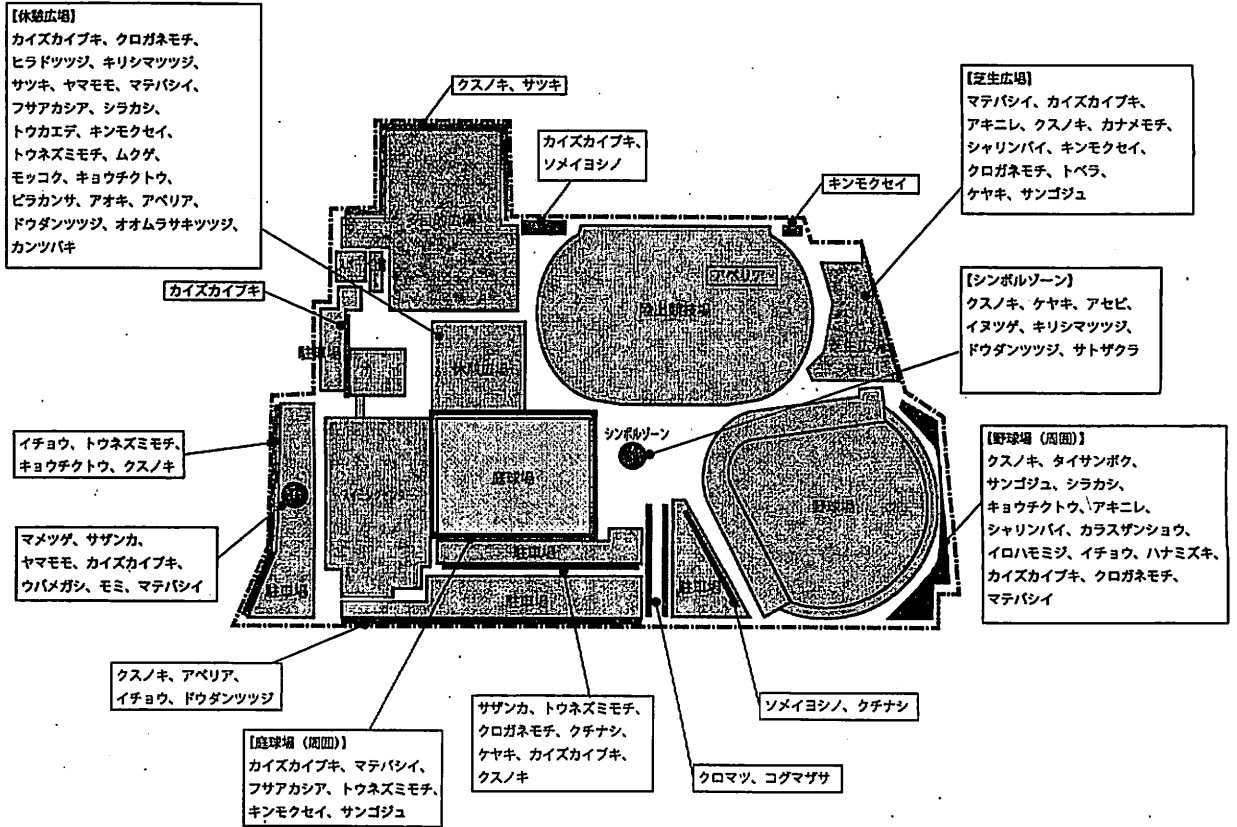 【休憩広場】
カイズカイブキ、クロガネモチ、
ヒラドツツジ、キリシマツツジ、
サツキ、ヤマモモ、マテバシイ、
フサアカシア、シラカシ、
トウカエデ、キンモクセイ、
トウネズミモチ、ムクゲ、
モッコク、キョウチクトウ、
ピラカンサ、アオキ、アベリア、
ドウダンツツジ、オオムラサキツツジ、
カンツバキ
クスノキ、サツキ
カイズカイブキ、
ソメイヨシノ
キンモクセイ
【芝生広場】
マテバシイ、カイズカイブキ、
アキニレ、クスノキ、カナメモチ、
シャリンバイ、キンモクセイ、
クロガネモチ、トベラ、
ケヤキ、サンゴジュ
カイズカイブキ
アベリア
陸上競技場
芝生広場
休憩広場
【シンボルゾーン】
クスノキ、ケヤキ、アセビ、
イヌツゲ、キリシマツツジ、
ドウダンツツジ、サトザクラ
シンボルゾーン
イチョウ、トウネズミモチ、
キョウチクトウ、クスノキ
庭球場
野球場
【野球場（周囲）】
クスノキ、タイサンボク、
サンゴジュ、シラカシ、
キョウチクトウ、アキニレ、
シャリンバイ、カラスザンショウ、
イロハモミジ、イチョウ、ハナミズキ、
カイズカイブキ、クロガネモチ、
マテバシイ
マメツゲ、サザンカ、
ヤマモモ、カイズカイブキ、
ウバメガシ、モミ、マテバシイ
駐車場
駐車場
駐車場
駐車場
クスノキ、アベリア、
イチョウ、ドウダンツツジ
【庭球場（周囲）】
カイズカイブキ、マテバシイ、
フサアカシア、トウネズミモチ、
キンモクセイ、サンゴジュ
サザンカ、トウネズミモチ、
クロガネモチ、クチナシ、
ケヤキ、カイズカイブキ、
クスノキ
ソメイヨシノ、クチナシ
クロマツ、コグマザサ